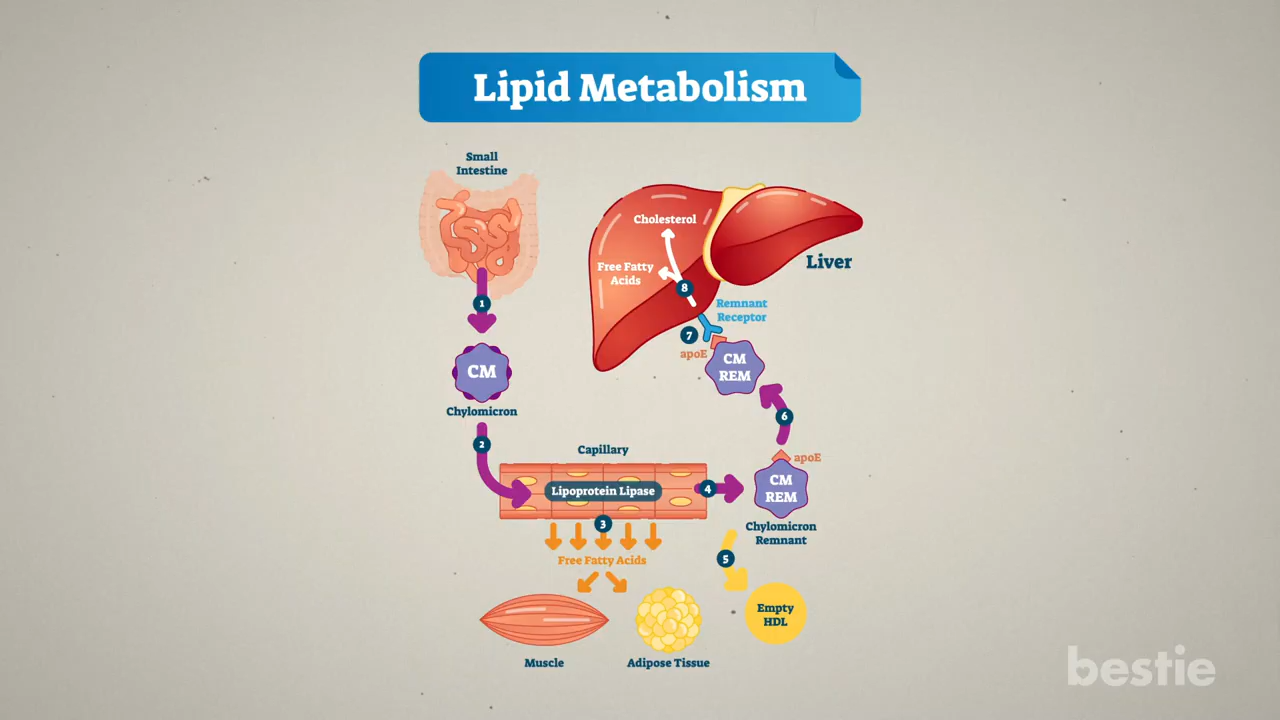 Lipid Metabolism
Small
Intestine
1
CM
Chylomicron
2
Capillary
Lipoprotein Lipase
3
Free Fatty Acids
Muscle
Adipose Tissue
4
apoE
CM
REM
Chylomicron
Remnant
5
Empty
HDL
6
CM
REM
apoE
7
Remnant
Receptor
8
Free Fatty
Acids
Cholesterol
Liver
bestie